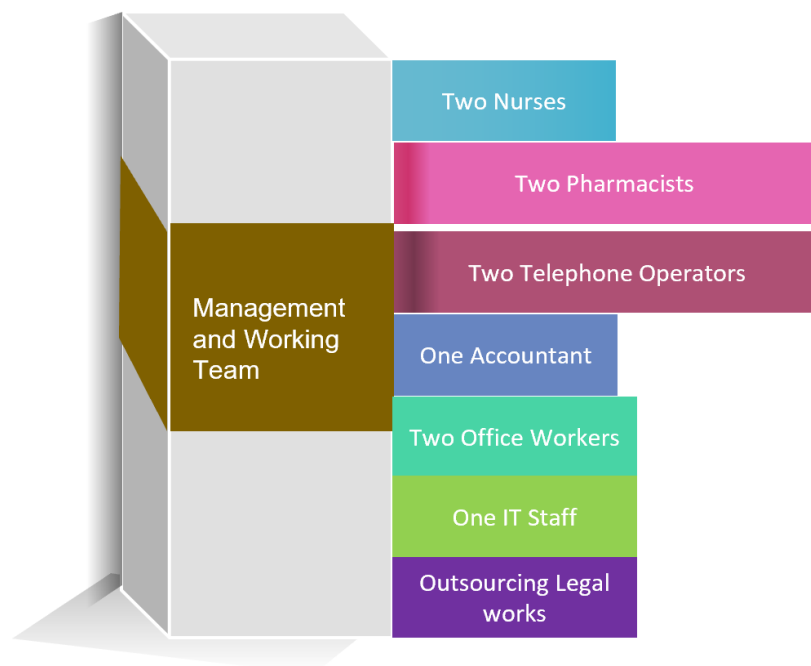 Two Nurses
Two Pharmacists
Two Telephone Operators
Management
and Working
Team
One Accountant
Two Office Workers
One IT Staff
Outsourcing Legal
works